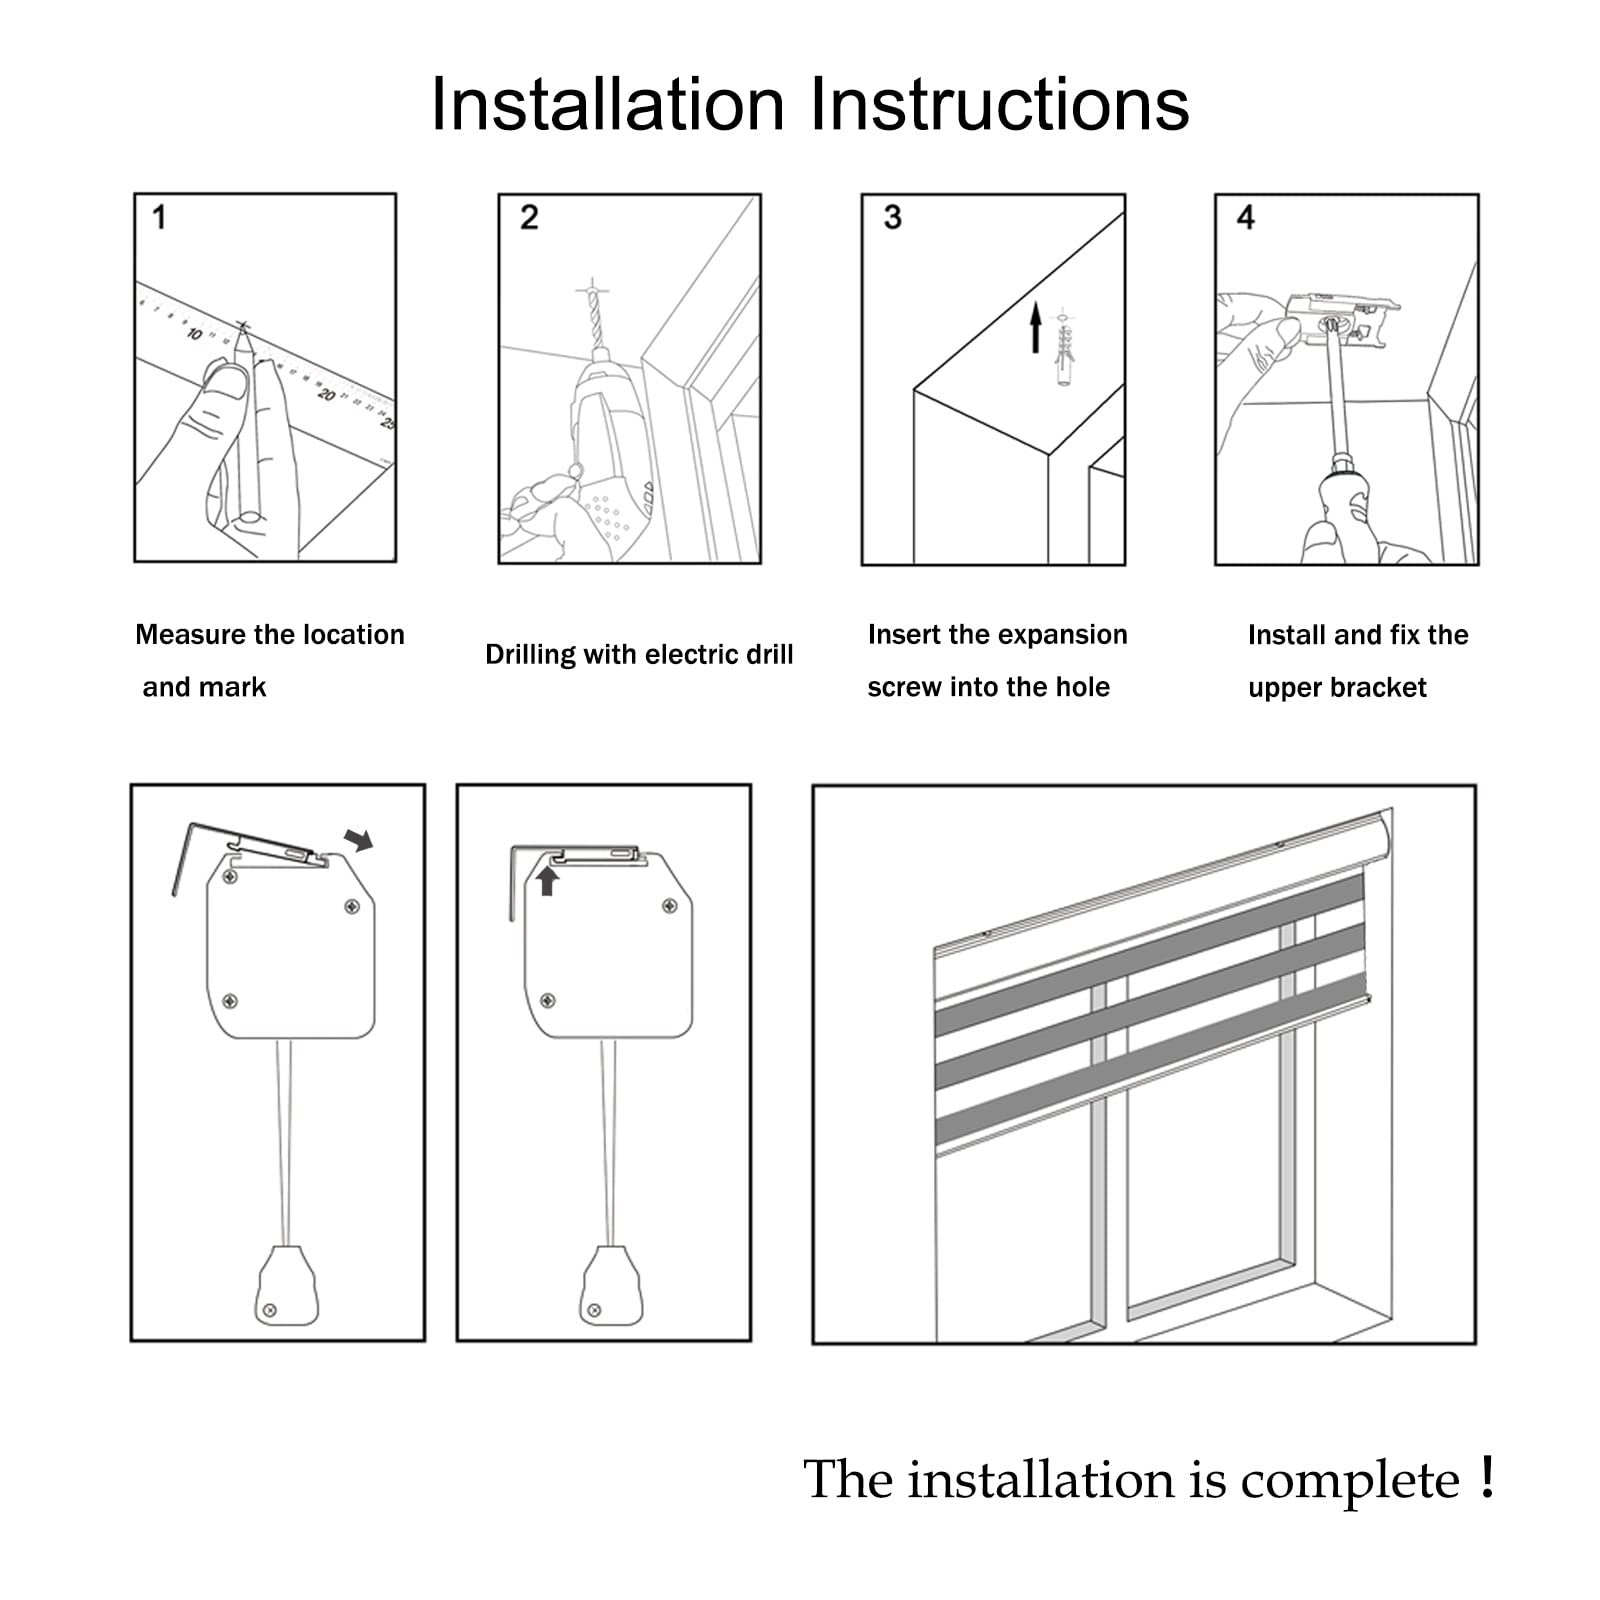 Installation Instructions
1
2
3
4
10
20
25
Measure the location
and mark
Drilling with electric drill
Insert the expansion
screw into the hole
Install and fix the
upper bracket
The installation is complete !